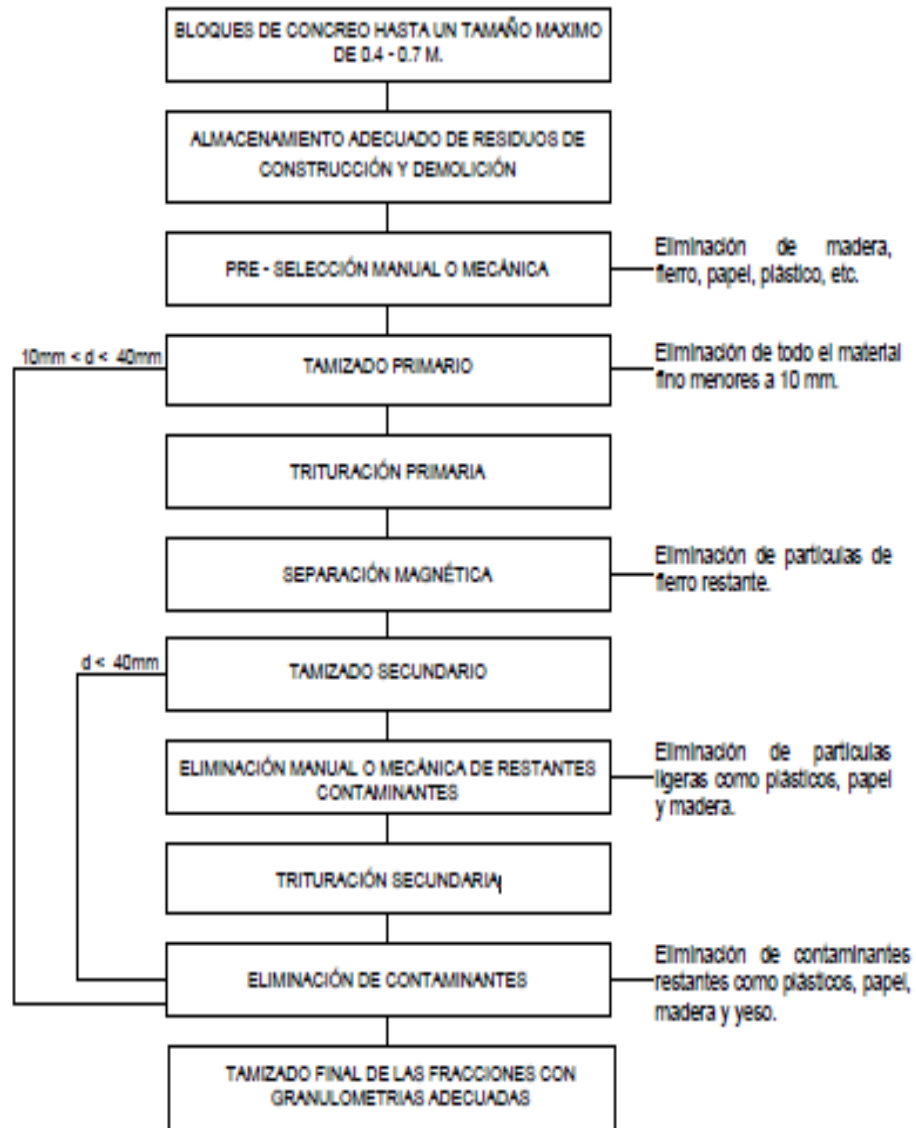 BLOQUES DE CONCREO HASTA UN TAMAÑO MAXIMO
DE 0.4 - 0.7 M.
ALMACENAMIENTO ADECUADO DE RESIDUOS DE
CONSTRUCCIÓN Y DEMOLICIÓN
PRE - SELECCIÓN MANUAL O MECÁNICA
Eliminación de madera,
fierro, papel, plástico, etc.
10mm < d < 40mm
TAMIZADO PRIMARIO
Eliminación de todo el material
fino menores a 10 mm.
TRITURACIÓN PRIMARIA
SEPARACIÓN MAGNÉTICA
Eliminación de particulas de
fierro restante.
d < 40mm
TAMIZADO SECUNDARIO
ELIMINACIÓN MANUAL O MECÁNICA DE RESTANTES
CONTAMINANTES
Eliminación de particulas
ligeras como plásticos, papel
y madera.
TRITURACIÓN SECUNDARIA
ELIMINACIÓN DE CONTAMINANTES
Eliminación de contaminantes
restantes como plásticos, papel,
madera y yeso.
TAMIZADO FINAL DE LAS FRACCIONES CON
GRANULOMETRIAS ADECUADAS